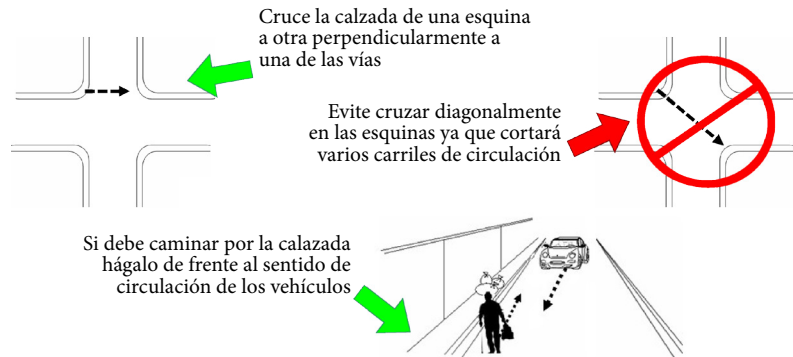 Cruce la calzada de una esquina
a otra perpendicularmente a
una de las vías
Evite cruzar diagonalmente
en las esquinas ya que cortará
varios carriles de circulación
Si debe caminar por la calazada
hágalo de frente al sentido de
circulación de los vehículos